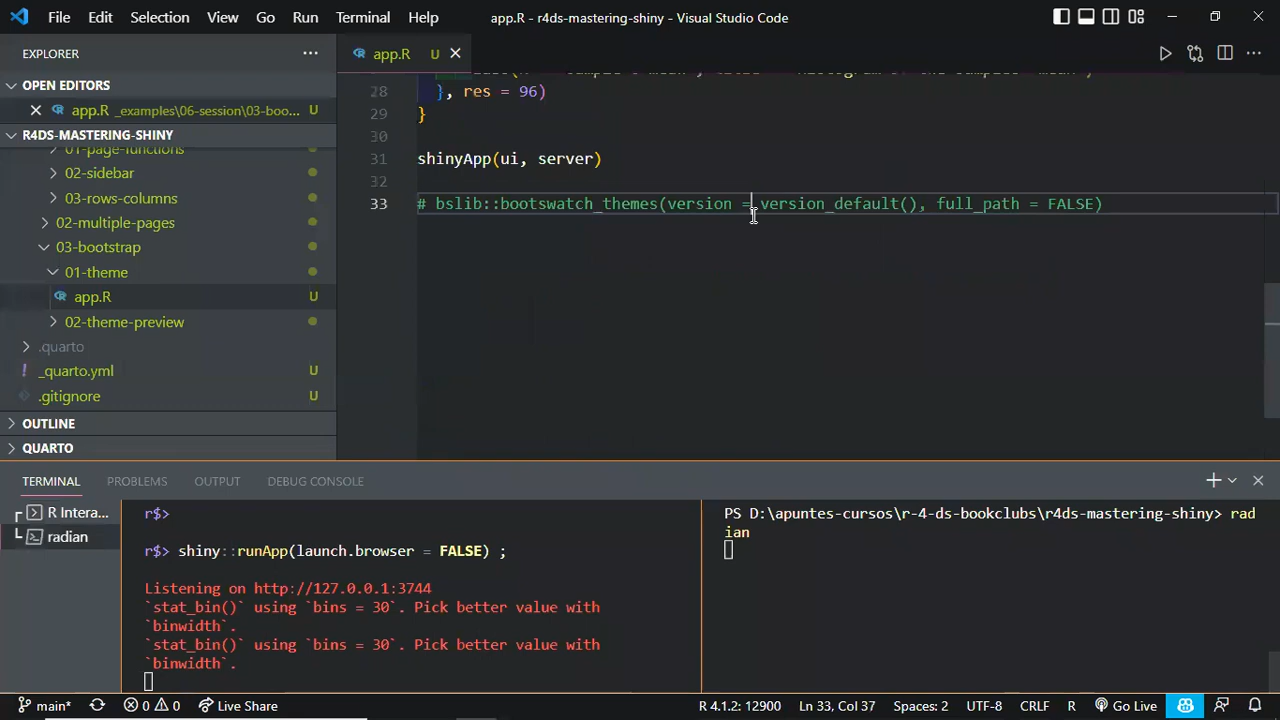 File Edit Selection View Go Run Terminal Help
app.R - r4ds-mastering-shiny - Visual Studio Code
EXPLORER
OPEN EDITORS
app.R _examples\06-session\03-boo... U
R4DS-MASTERING-SHINY
01-page-functions
02-sidebar
03-rows-columns
02-multiple-pages
03-bootstrap
01-theme
app.R U
02-theme-preview
.quarto
! _quarto.yml U
.gitignore U
OUTLINE
QUARTO
app.R U
28 }, res = 96)
29 }
30
31 shinyApp(ui, server)
32
33 # bslib::bootswatch_themes(version = version_default(), full_path = FALSE)
TERMINAL PROBLEMS OUTPUT DEBUG CONSOLE
R Intera...
radian
r$>
r$> shiny::runApp(launch.browser = FALSE) ;
Listening on http://127.0.0.1:3744
`stat_bin()` using `bins = 30`. Pick better value with
`binwidth`.
`stat_bin()` using `bins = 30`. Pick better value with
`binwidth`.
PS D:\apuntes-cursos\r-4-ds-bookclubs\r4ds-mastering-shiny> rad
ian
main* 0 0 Live Share
R 4.1.2: 12900 Ln 33, Col 37 Spaces: 2 UTF-8 CRLF R Go Live